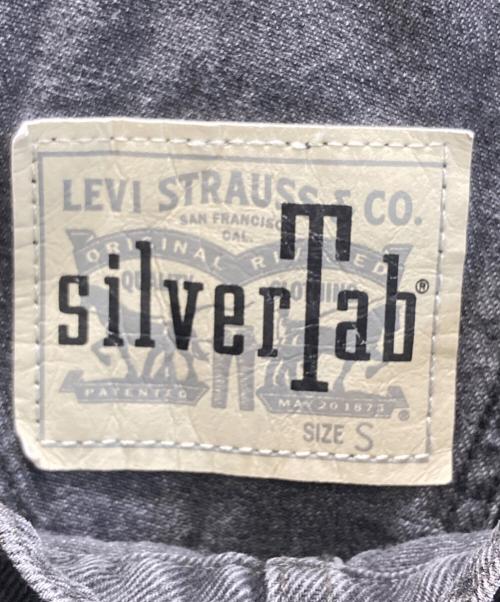 LEVI STRAUSS & CO.
SAN FRANCISCO
CAL.
ORIGINAL RIVETED
QUALITY CLOTHING
silverTab®
PATENTED
MAY 20 1873
®
SIZE S